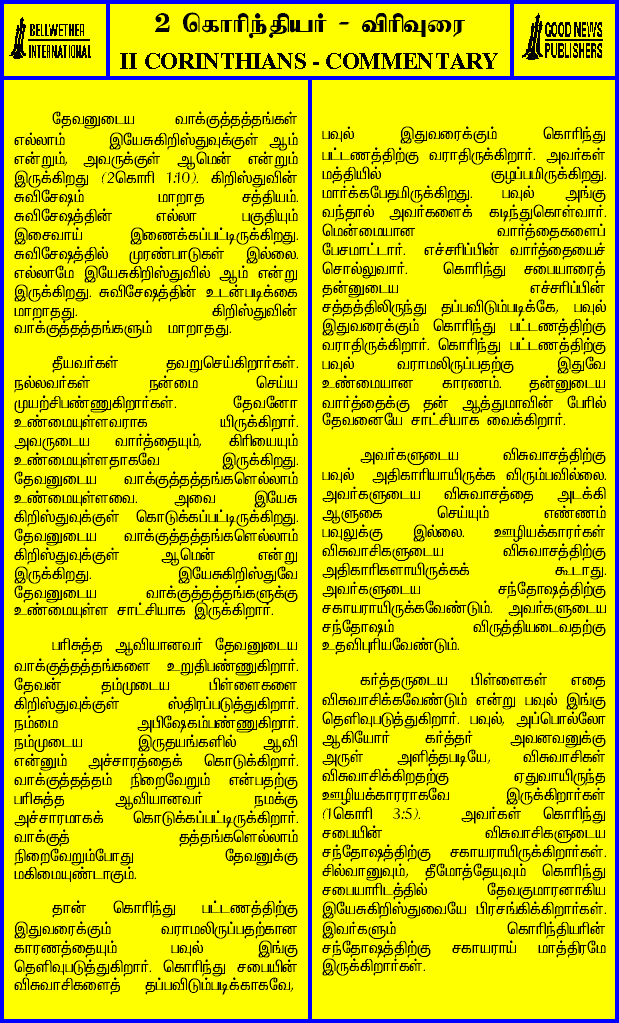 BELLWETHER
INTERNATIONAL
2 கொரிந்தியர் - விரிவுரை
II CORINTHIANS - COMMENTARY
GOOD NEWS
PUBLISHERS
தேவனுடைய வாக்குத்தத்தங்கள்
எல்லாம் இயேசுகிறிஸ்துவுக்குள் ஆம்
என்றும், அவருக்குள் ஆமென் என்றும்
இருக்கிறது (2கொரி 1:10). கிறிஸ்துவின்
சுவிசேஷம் மாறாத சத்தியம்.
சுவிசேஷத்தின் எல்லா பகுதியும்
இசைவாய் இணைக்கப்பட்டிருக்கிறது.
சுவிசேஷத்தில் முரண்பாடுகள் இல்லை.
எல்லாமே இயேசுகிறிஸ்துவில் ஆம் என்று
இருக்கிறது. சுவிசேஷத்தின் உடன்படிக்கை
மாறாதது. கிறிஸ்துவின்
வாக்குத்தத்தங்களும் மாறாதது.
தீயவர்கள் தவறுசெய்கிறார்கள்.
நல்லவர்கள் நன்மை செய்ய
முயற்சிபண்ணுகிறார்கள். தேவனோ
உண்மையுள்ளவராக யிருக்கிறார்.
அவருடைய வார்த்தையும், கிரியையும்
உண்மையுள்ளதாகவே இருக்கிறது.
தேவனுடைய வாக்குத்தத்தங்களெல்லாம்
உண்மையுள்ளவை. அவை இயேசு
கிறிஸ்துவுக்குள் கொடுக்கப்பட்டிருக்கிறது.
தேவனுடைய வாக்குத்தத்தங்களெல்லாம்
கிறிஸ்துவுக்குள் ஆமென் என்று
இருக்கிறது. இயேசுகிறிஸ்துவே
தேவனுடைய வாக்குத்தத்தங்களுக்கு
உண்மையுள்ள சாட்சியாக இருக்கிறார்.
பரிசுத்த ஆவியானவர் தேவனுடைய
வாக்குத்தத்தங்களை உறுதிபண்ணுகிறார்.
தேவன் தம்முடைய பிள்ளைகளை
கிறிஸ்துவுக்குள் ஸ்திரப்படுத்துகிறார்.
நம்மை அபிஷேகம்பண்ணுகிறார்.
நம்முடைய இருதயங்களில் ஆவி
என்னும் அச்சாரத்தைக் கொடுக்கிறார்.
வாக்குத்தத்தம் நிறைவேறும் என்பதற்கு
பரிசுத்த ஆவியானவர் நமக்கு
அச்சாரமாகக் கொடுக்கப்பட்டிருக்கிறார்.
வாக்குத் தத்தங்களெல்லாம்
நிறைவேறும்போது தேவனுக்கு
மகிமையுண்டாகும்.
தான் கொரிந்து பட்டணத்திற்கு
இதுவரைக்கும் வராமலிருப்பதற்கான
காரணத்தையும் பவுல் இங்கு
தெளிவுபடுத்துகிறார். கொரிந்து சபையின்
விசுவாசிகளைத் தப்பவிடும்படிக்காகவே,
பவுல் இதுவரைக்கும் கொரிந்து
பட்டணத்திற்கு வராதிருக்கிறார். அவர்கள்
மத்தியில் குழப்பமிருக்கிறது.
மார்க்கபேதமிருக்கிறது. பவுல் அங்கு
வந்தால் அவர்களைக் கடிந்துகொள்வார்.
மென்மையான வார்த்தைகளைப்
பேசமாட்டார். எச்சரிப்பின் வார்த்தையைச்
சொல்லுவார். கொரிந்து சபையாரைத்
தன்னுடைய எச்சரிப்பின்
சத்தத்திலிருந்து தப்பவிடும்படிக்கே, பவுல்
இதுவரைக்கும் கொரிந்து பட்டணத்திற்கு
வராதிருக்கிறார். கொரிந்து பட்டணத்திற்கு
பவுல் வராமலிருப்பதற்கு இதுவே
உண்மையான காரணம். தன்னுடைய
வார்த்தைக்கு தன் ஆத்துமாவின் பேரில்
தேவனையே சாட்சியாக வைக்கிறார்.
அவர்களுடைய விசுவாசத்திற்கு
பவுல் அதிகாரியாயிருக்க விரும்பவில்லை.
அவர்களுடைய விசுவாசத்தை அடக்கி
ஆளுகை செய்யும் எண்ணம்
பவுலுக்கு இல்லை. ஊழியக்காரர்கள்
விசுவாசிகளுடைய விசுவாசத்திற்கு
அதிகாரிகளாயிருக்கக் கூடாது.
அவர்களுடைய சந்தோஷத்திற்கு
சகாயராயிருக்கவேண்டும். அவர்களுடைய
சந்தோஷம் விருத்தியடைவதற்கு
உதவிபுரியவேண்டும்.
கர்த்தருடைய பிள்ளைகள் எதை
விசுவாசிக்கவேண்டும் என்று பவுல் இங்கு
தெளிவுபடுத்துகிறார். பவுல், அப்பொல்லோ
ஆகியோர் கர்த்தர் அவனவனுக்கு
அருள் அளித்தபடியே, விசுவாசிகள்
விசுவாசிக்கிறதற்கு ஏதுவாயிருந்த
ஊழியக்காரராகவே இருக்கிறார்கள்
(1கொரி 3:5). அவர்கள் கொரிந்து
சபையின் விசுவாசிகளுடைய
சந்தோஷத்திற்கு சகாயராயிருக்கிறார்கள்.
சில்வானுவும், தீமோத்தேயுவும் கொரிந்து
சபையாரிடத்தில் தேவகுமாரனாகிய
இயேசுகிறிஸ்துவையே பிரசங்கிக்கிறார்கள்.
இவர்களும் கொரிந்தியரின்
சந்தோஷத்திற்கு சகாயராய் மாத்திரமே
இருக்கிறார்கள்.